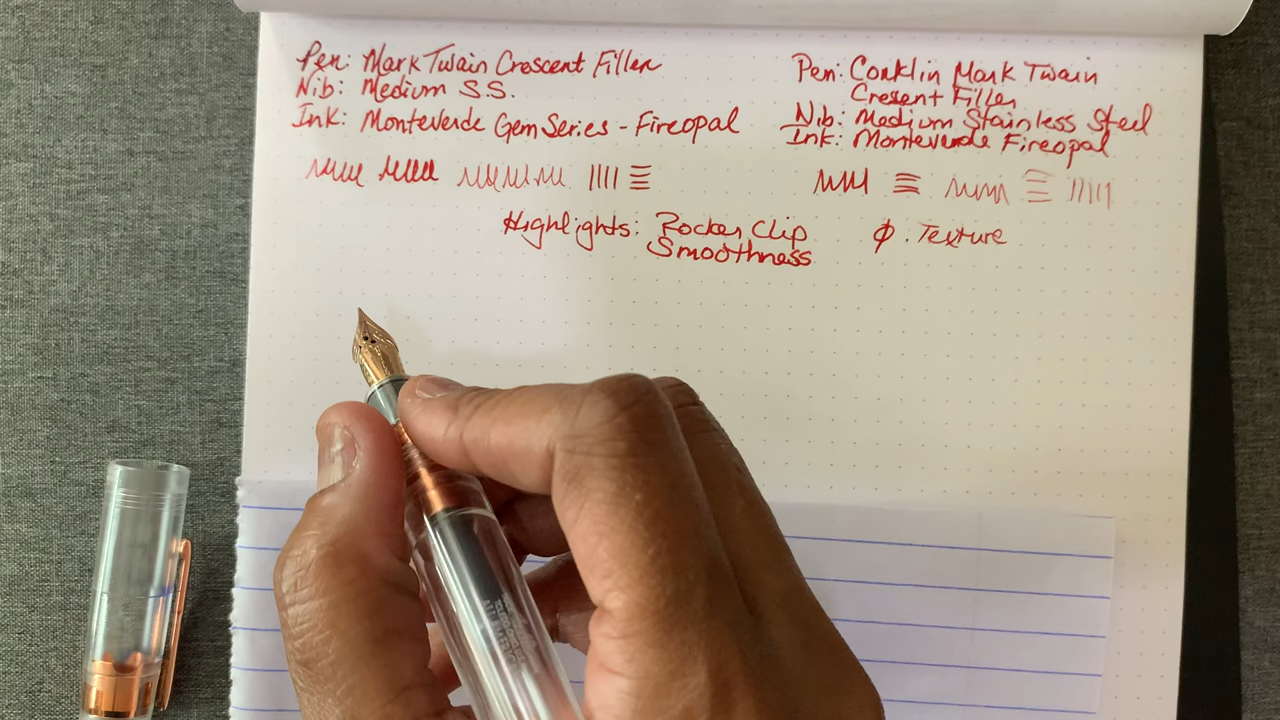 Pen: Mark Twain Crescent Filler
Nib: Medium SS.
Ink: Monteverde Gem Series - Fireopal
Pen: Conklin Mark Twain
Cresent Filler
Nib: Medium Stainless Steel
Ink: Monteverde Fireopal
Highlights: Rocker Clip
Smoothness
φ. Texture